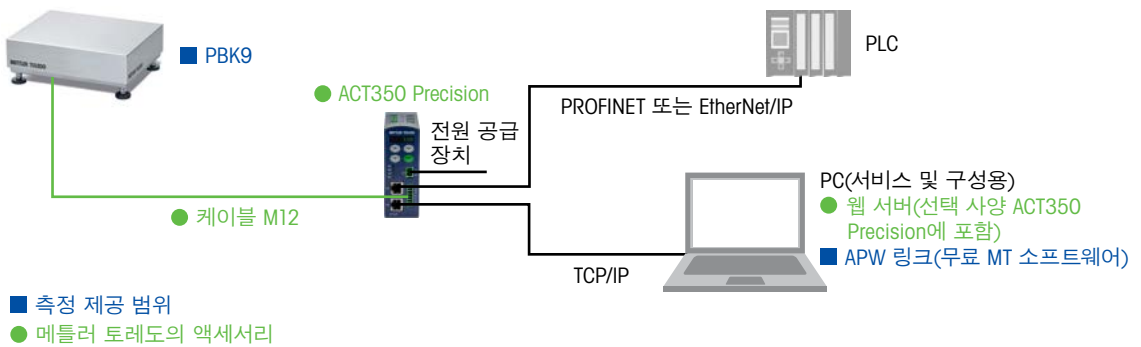 METTLER TOLEDO
PBK9
PLC
ACT350 Precision
PROFINET 또는 EtherNet/IP
전원 공급
장치
케이블 M12
PC(서비스 및 구성용)
웹 서버(선택 사양 ACT350
Precision에 포함)
APW 링크(무료 MT 소프트웨어)
TCP/IP
측정 제공 범위
메틀러 토레도의 액세서리